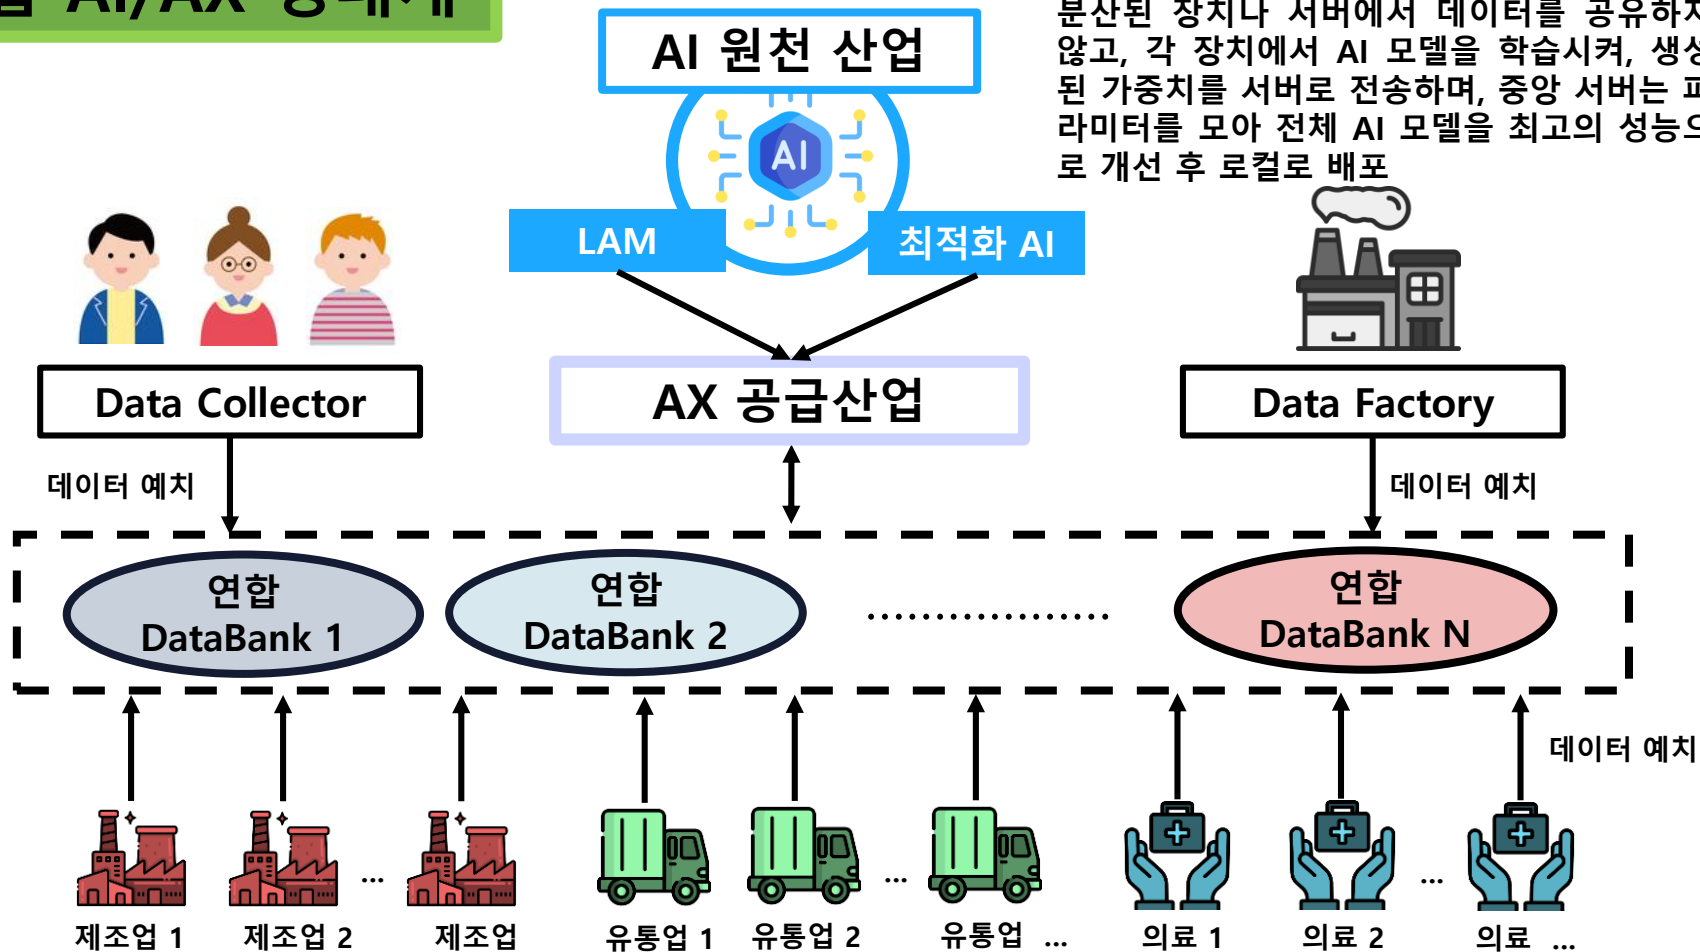 AI/AX 생태계
분산된 장치나 서버에서 데이터를 공유하지
않고, 각 장치에서 AI 모델을 학습시켜, 생성
된 가중치를 서버로 전송하며, 중앙 서버는 파
라미터를 모아 전체 AI 모델을 최고의 성능으
로 개선 후 로컬로 배포
AI 원천 산업
AI
LAM
최적화 AI
Data Collector
AX 공급산업
Data Factory
데이터 예치
데이터 예치
연합
DataBank 1
연합
DataBank 2
.....................
연합
DataBank N
데이터 예치
...
...
...
제조업 1
제조업 2
제조업
유통업 1
유통업 2
유통업 ...
의료 1
의료 2
의료 ...